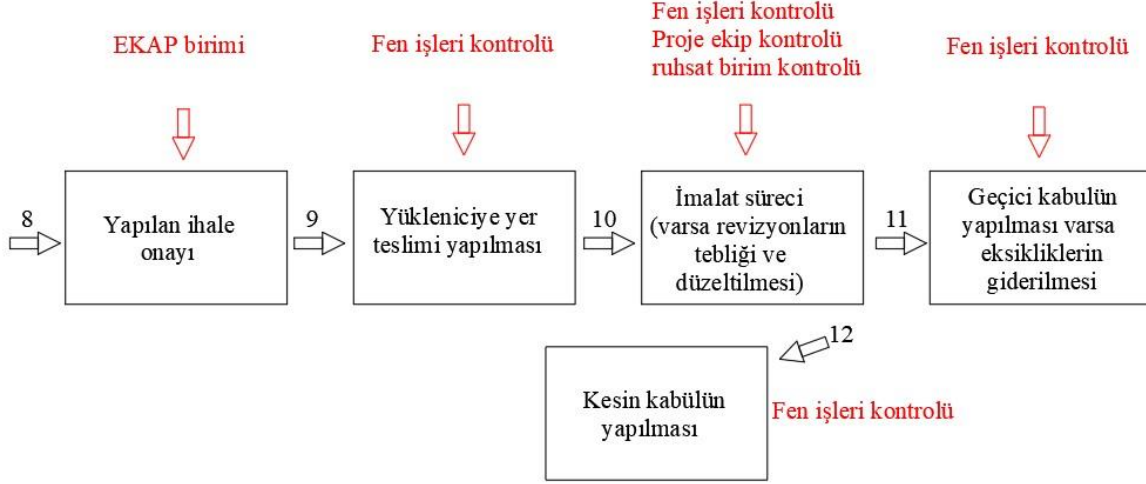 EKAP birimi
Fen işleri kontrolü
Fen işleri kontrolü
Proje ekip kontrolü
ruhsat birim kontrolü
Fen işleri kontrolü
8
Yapılan ihale
onayı
9
Yükleniciye yer
teslimi yapılması
10
İmalat süreci
(varsa revizyonların
tebliği ve
düzeltilmesi)
11
Geçici kabulün
yapılması varsa
eksikliklerin
giderilmesi
12
Kesin kabülün
yapılması
Fen işleri kontrolü